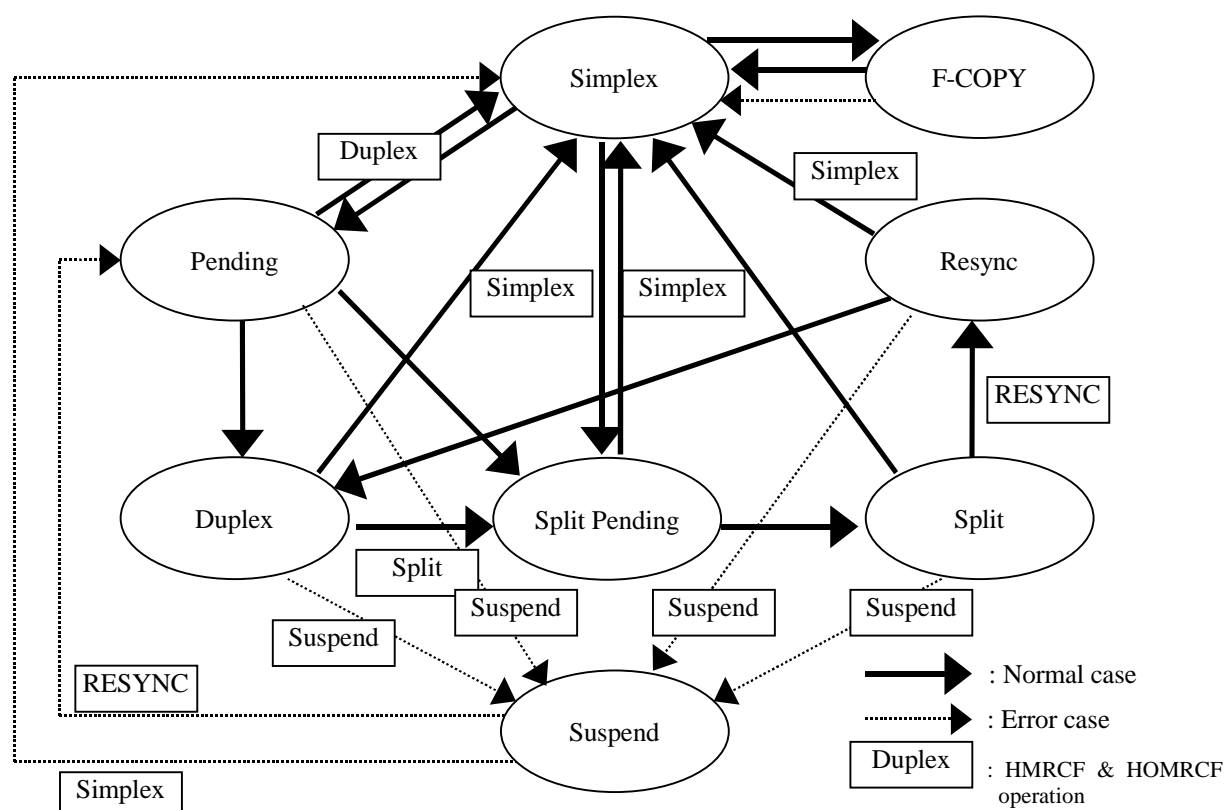 Simplex
F-COPY
Duplex
Simplex
Pending
Resync
Simplex
Simplex
RESYNC
Duplex
Split Pending
Split
Split
Suspend
Suspend
Suspend
Suspend
RESYNC
: Normal case
Suspend
: Error case
Duplex
: HMRCF & HOMRCF
operation
Simplex